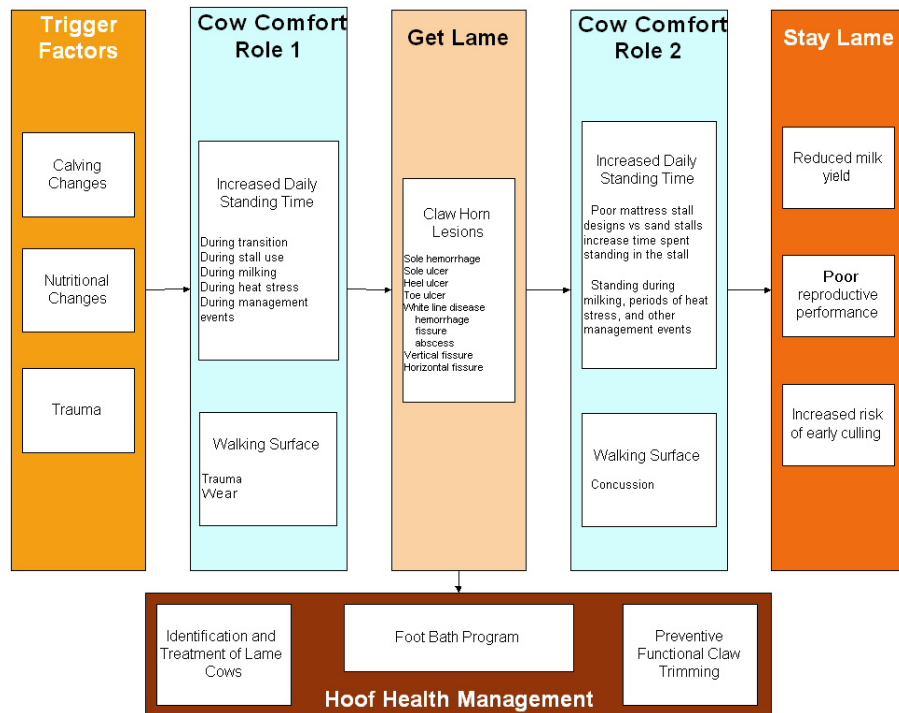 Trigger
Factors
Calving
Changes
Nutritional
Changes
Trauma
Cow Comfort
Role 1
Increased Daily
Standing Time
During transition
During stall use
During milking
During heat stress
During management
events
Walking Surface
Trauma
Wear
Get Lame
Claw Horn
Lesions
Sole hemorrhage
Sole ulcer
Heel ulcer
Toe ulcer
White line disease
hemorrhage
fissure
abscess
Vertical fissure
Horizontal fissure
Cow Comfort
Role 2
Increased Daily
Standing Time
Poor mattress stall
designs vs sand stalls
increase time spent
standing in the stall
Standing during
milking, periods of heat
stress, and other
management events
Walking Surface
Concussion
Stay Lame
Reduced milk
yield
Poor
reproductive
performance
Increased risk
of early culling
Identification and
Treatment of Lame
Cows
Foot Bath Program
Preventive
Functional Claw
Trimming
Hoof Health Management